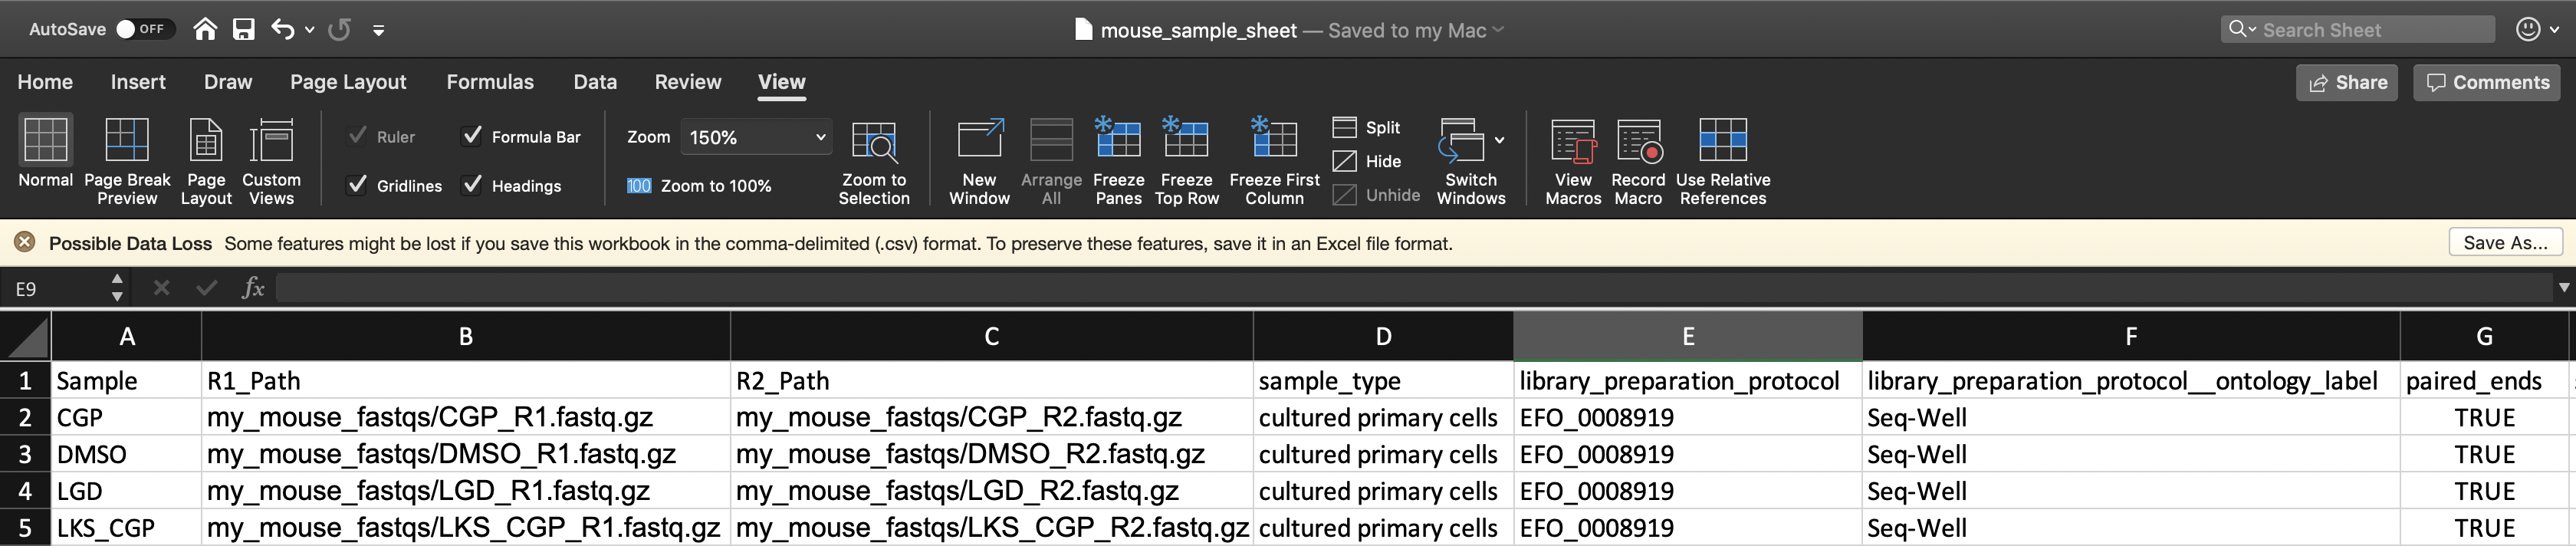 AutoSave OFF mouse_sample_sheet — Saved to my Mac Search Sheet
Home Insert Draw Page Layout Formulas Data Review View Share Comments
Normal Page Break Preview Page Layout Custom Views
Ruler Formula Bar
Gridlines Headings
Zoom 150%
100 Zoom to 100%
Zoom to Selection
New Window Arrange All Freeze Panes Freeze Top Row Freeze First Column
Split
Hide
Unhide
Switch Windows
View Macros Record Macro Use Relative References
Possible Data Loss Some features might be lost if you save this workbook in the comma-delimited (.csv) format. To preserve these features, save it in an Excel file format. Save As...
E9 fx
A B C D E F G
1 Sample R1_Path R2_Path sample_type library_preparation_protocol library_preparation_protocol__ontology_label paired_ends
2 CGP my_mouse_fastqs/CGP_R1.fastq.gz my_mouse_fastqs/CGP_R2.fastq.gz cultured primary cells EFO_0008919 Seq-Well TRUE
3 DMSO my_mouse_fastqs/DMSO_R1.fastq.gz my_mouse_fastqs/DMSO_R2.fastq.gz cultured primary cells EFO_0008919 Seq-Well TRUE
4 LGD my_mouse_fastqs/LGD_R1.fastq.gz my_mouse_fastqs/LGD_R2.fastq.gz cultured primary cells EFO_0008919 Seq-Well TRUE
5 LKS_CGP my_mouse_fastqs/LKS_CGP_R1.fastq.gz my_mouse_fastqs/LKS_CGP_R2.fastq.gz cultured primary cells EFO_0008919 Seq-Well TRUE